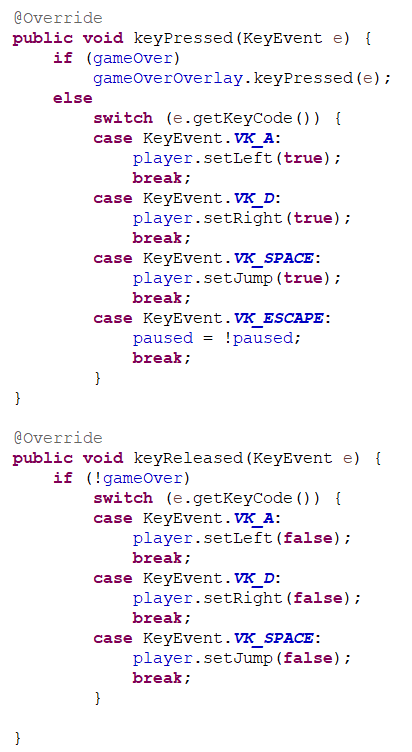 @Override
public void keyPressed(KeyEvent e) {
    if (gameOver)
        gameOverOverlay.keyPressed(e);
    else
        switch (e.getKeyCode()) {
        case KeyEvent.VK_A:
            player.setLeft(true);
            break;
        case KeyEvent.VK_D:
            player.setRight(true);
            break;
        case KeyEvent.VK_SPACE:
            player.setJump(true);
            break;
        case KeyEvent.VK_ESCAPE:
            paused = !paused;
            break;
        }
}

@Override
public void keyReleased(KeyEvent e) {
    if (!gameOver)
        switch (e.getKeyCode()) {
        case KeyEvent.VK_A:
            player.setLeft(false);
            break;
        case KeyEvent.VK_D:
            player.setRight(false);
            break;
        case KeyEvent.VK_SPACE:
            player.setJump(false);
            break;
        }

}